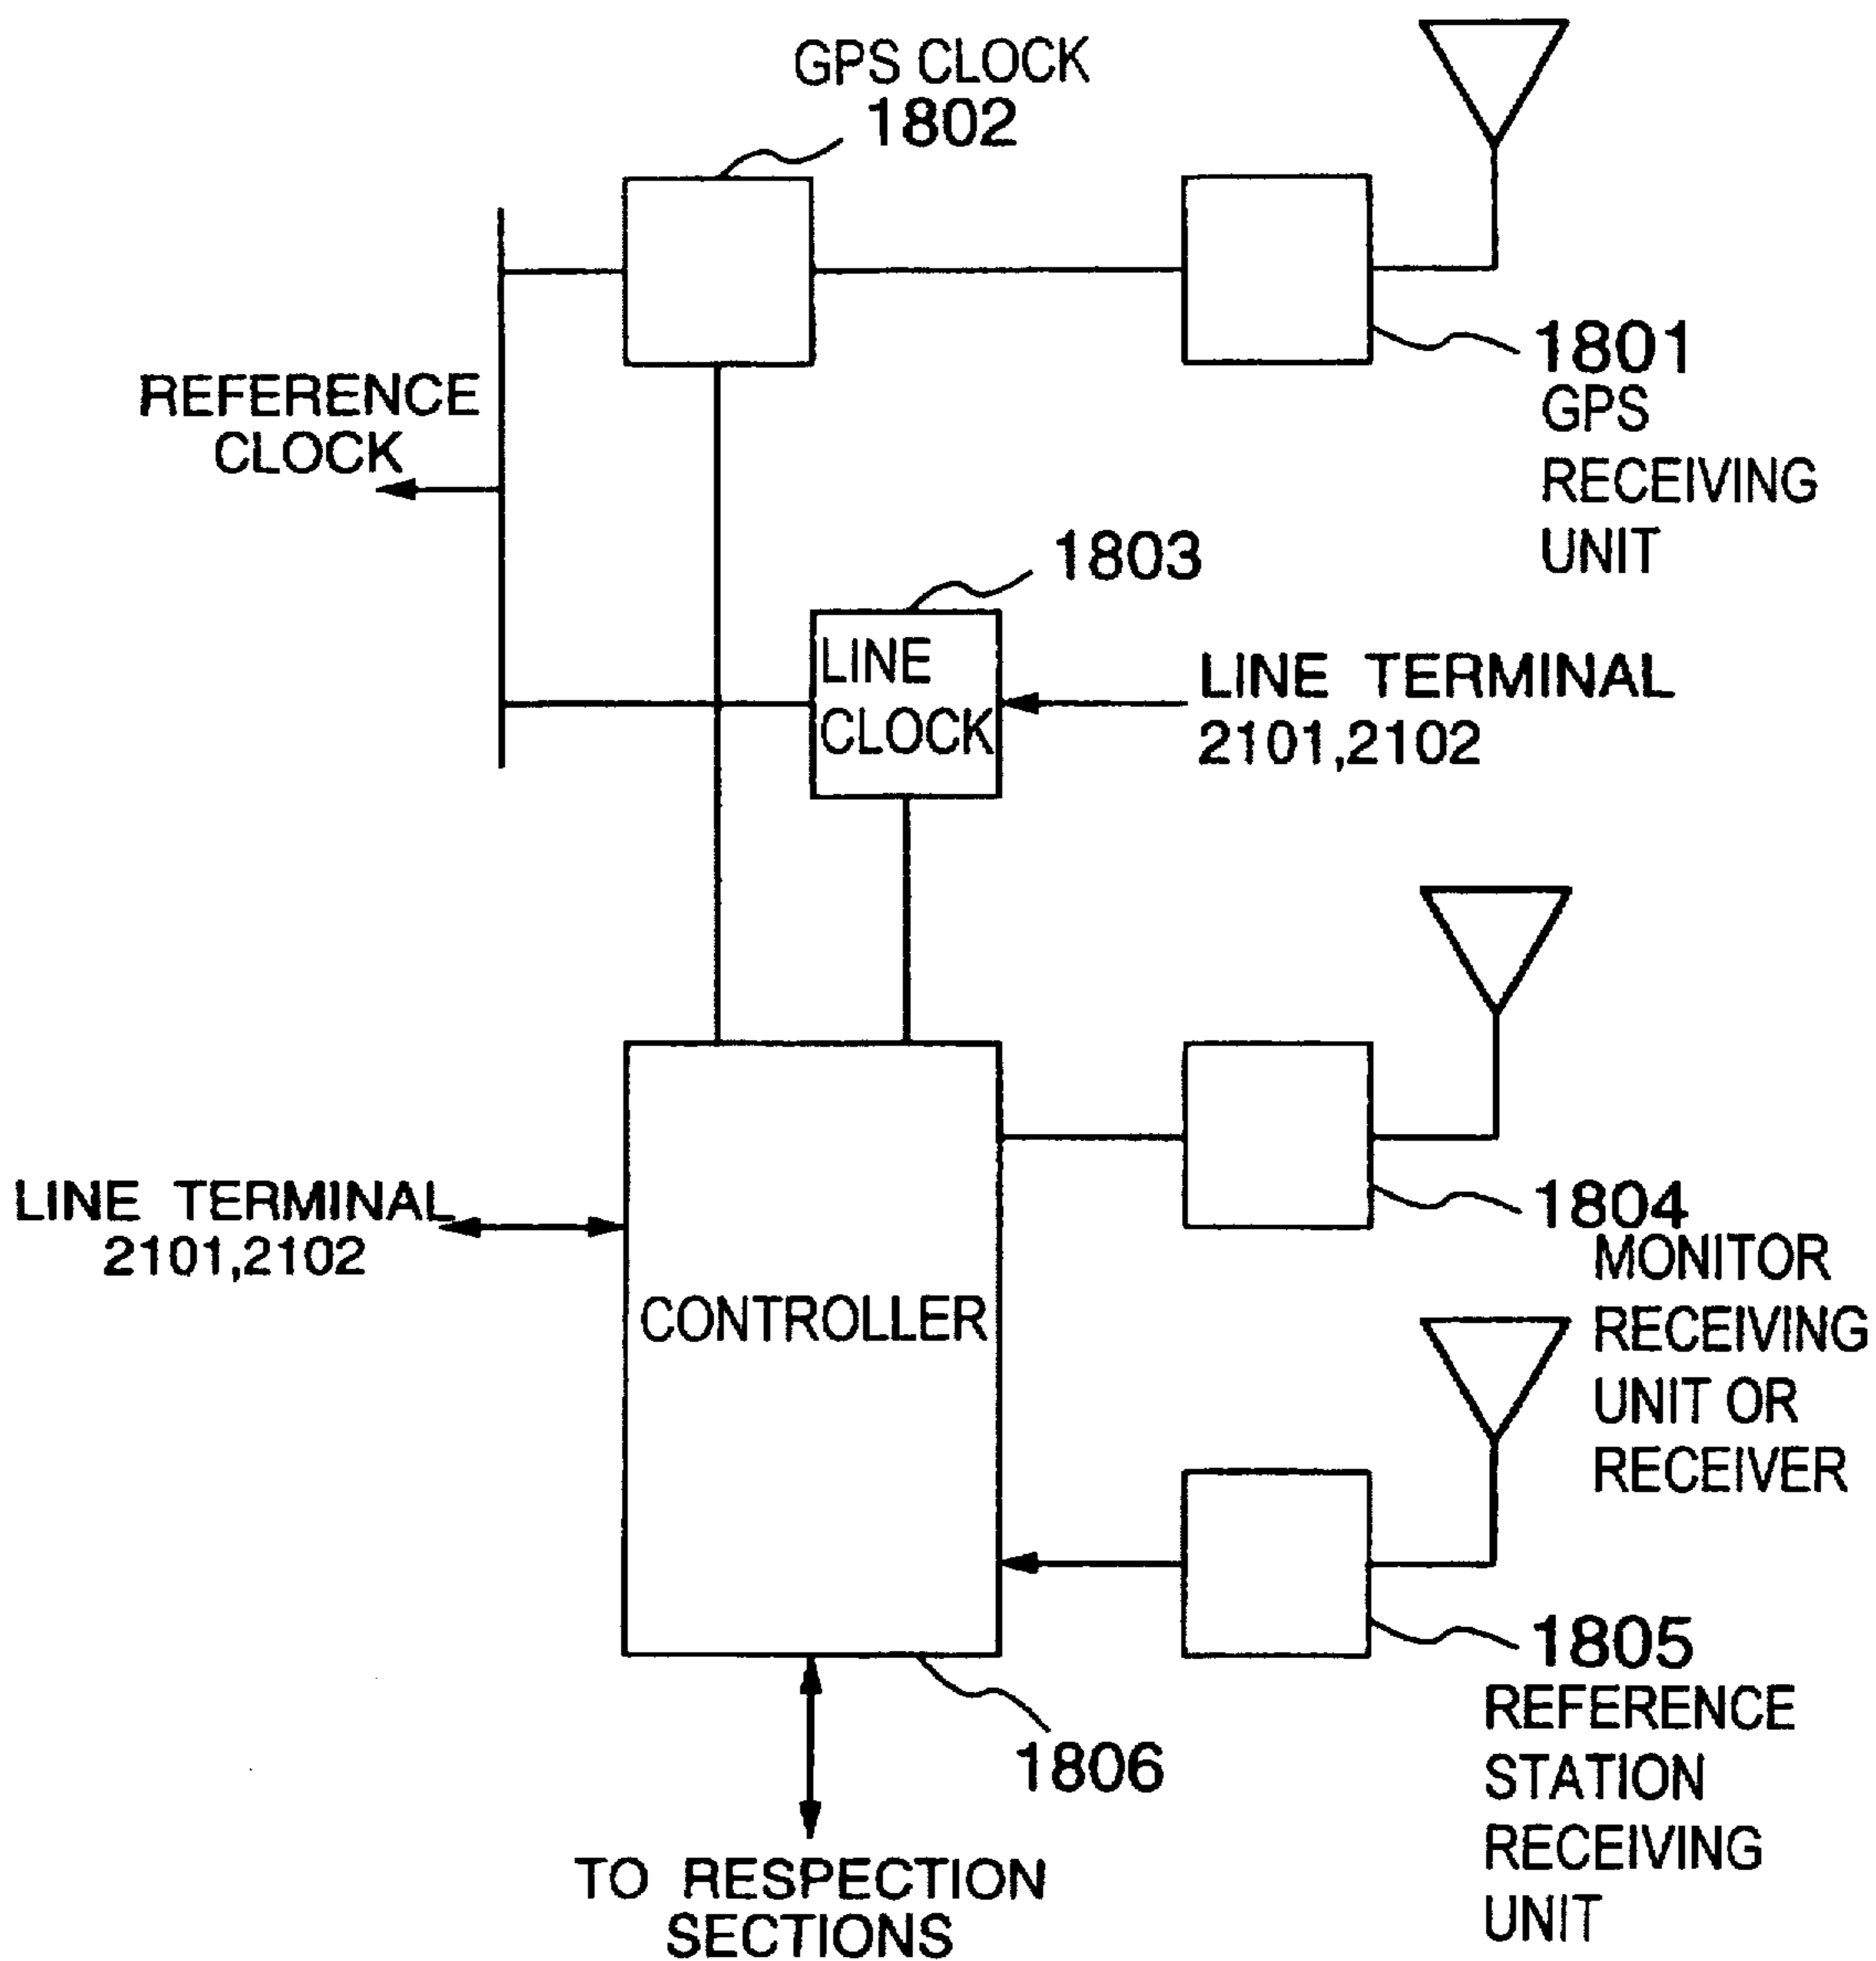 GPS CLOCK
1802
1801
GPS
RECEIVING
UNIT
REFERENCE
CLOCK
1803
LINE
CLOCK
LINE TERMINAL
2101,2102
LINE TERMINAL
2101,2102
CONTROLLER
1804
MONITOR
RECEIVING
UNIT OR
RECEIVER
1805
REFERENCE
STATION
RECEIVING
UNIT
1806
TO RESPECTION
SECTIONS